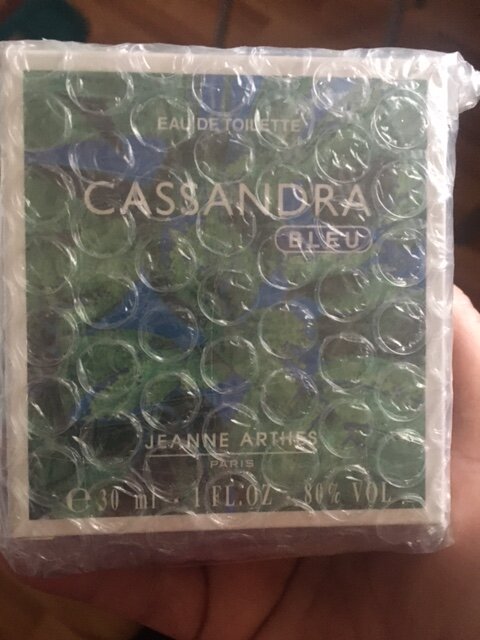 EAU DE TOILETTE
CASSANDRA
BLEU
JEANNE ARTHES
PARIS
℮ 30 ml - 1 FL.OZ - 80% VOL